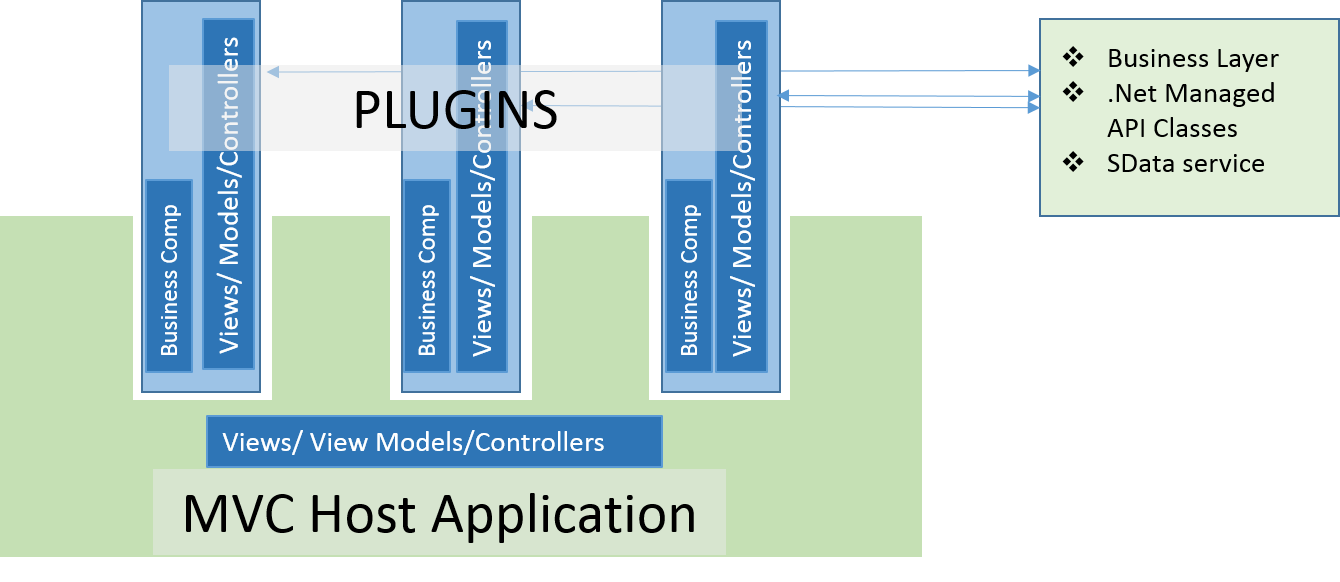 PLUGINS
Business Comp
Views/ Models/Controllers
Business Comp
Views/ Models/Controllers
Business Comp
Views/ Models/Controllers
❖ Business Layer
❖ .Net Managed
API Classes
❖ SData service
Views/ View Models/Controllers
MVC Host Application